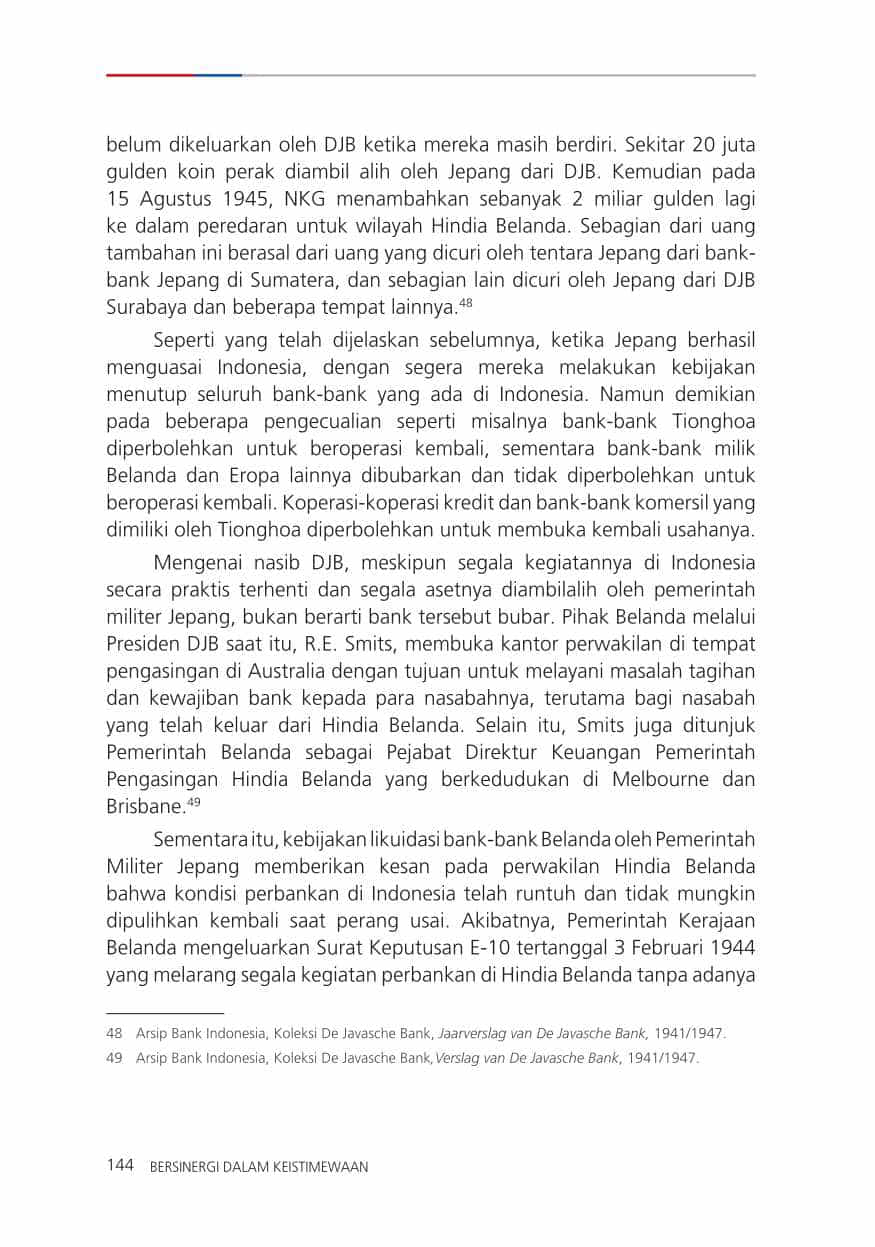 belum dikeluarkan oleh DJB ketika mereka masih berdiri. Sekitar 20 juta
gulden koin perak diambil alih oleh Jepang dari DJB. Kemudian pada
15 Agustus 1945, NKG menambahkan sebanyak 2 miliar gulden lagi
ke dalam peredaran untuk wilayah Hindia Belanda. Sebagian dari uang
tambahan ini berasal dari uang yang dicuri oleh tentara Jepang dari bank-
bank Jepang di Sumatera, dan sebagian lain dicuri oleh Jepang dari DJB
Surabaya dan beberapa tempat lainnya.48
Seperti yang telah dijelaskan sebelumnya, ketika Jepang berhasil
menguasai Indonesia, dengan segera mereka melakukan kebijakan
menutup seluruh bank-bank yang ada di Indonesia. Namun demikian
pada beberapa pengecualian seperti misalnya bank-bank Tionghoa
diperbolehkan untuk beroperasi kembali, sementara bank-bank milik
Belanda dan Eropa lainnya dibubarkan dan tidak diperbolehkan untuk
beroperasi kembali. Koperasi-koperasi kredit dan bank-bank komersil yang
dimiliki oleh Tionghoa diperbolehkan untuk membuka kembali usahanya.
Mengenai nasib DJB, meskipun segala kegiatannya di Indonesia
secara praktis terhenti dan segala asetnya diambilalih oleh pemerintah
militer Jepang, bukan berarti bank tersebut bubar. Pihak Belanda melalui
Presiden DJB saat itu, R.E. Smits, membuka kantor perwakilan di tempat
pengasingan di Australia dengan tujuan untuk melayani masalah tagihan
dan kewajiban bank kepada para nasabahnya, terutama bagi nasabah
yang telah keluar dari Hindia Belanda. Selain itu, Smits juga ditunjuk
Pemerintah Belanda sebagai Pejabat Direktur Keuangan Pemerintah
Pengasingan Hindia Belanda yang berkedudukan di Melbourne dan
Brisbane.49
Sementara itu, kebijakan likuidasi bank-bank Belanda oleh Pemerintah
Militer Jepang memberikan kesan pada perwakilan Hindia Belanda
bahwa kondisi perbankan di Indonesia telah runtuh dan tidak mungkin
dipulihkan kembali saat perang usai. Akibatnya, Pemerintah Kerajaan
Belanda mengeluarkan Surat Keputusan E-10 tertanggal 3 Februari 1944
yang melarang segala kegiatan perbankan di Hindia Belanda tanpa adanya
48 Arsip Bank Indonesia, Koleksi De Javasche Bank, Jaarverslag van De Javasche Bank, 1941/1947.
49 Arsip Bank Indonesia, Koleksi De Javasche Bank,Verslag van De Javasche Bank, 1941/1947.
144 BERSINERGI DALAM KEISTIMEWAAN